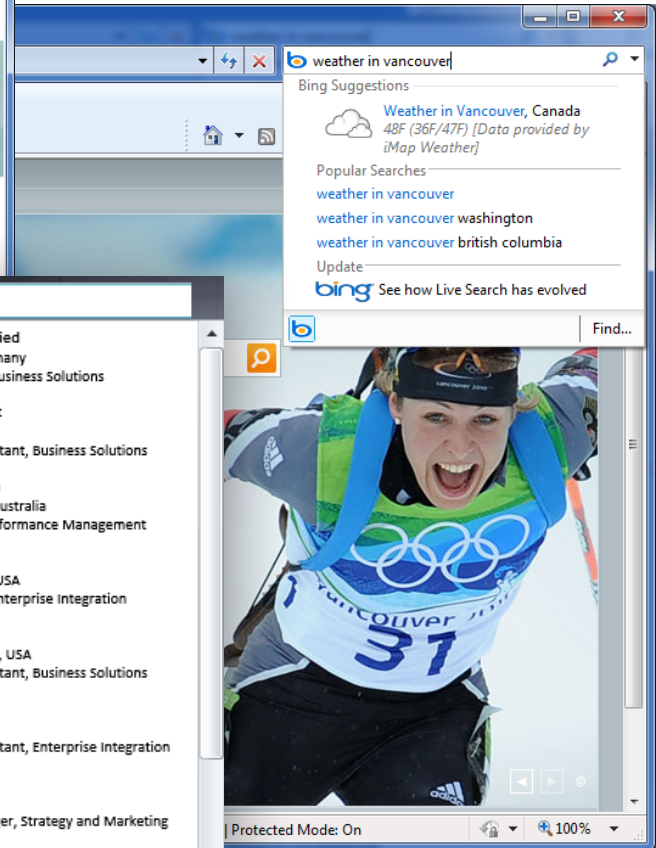 weather in vancouver
Bing Suggestions
Weather in Vancouver, Canada
48F (36F/47F) [Data provided by
iMap Weather]
Popular Searches
weather in vancouver
weather in vancouver washington
weather in vancouver british columbia
Update
bing See how Live Search has evolved
b
Find...
usiness Solutions
tant, Business Solutions
ustralia
formance Management
USA
nterprise Integration
, USA
tant, Business Solutions
tant, Enterprise Integration
er, Strategy and Marketing
vancouver 2010
adidas
vancouver
31
adidas
| Protected Mode: On
100%